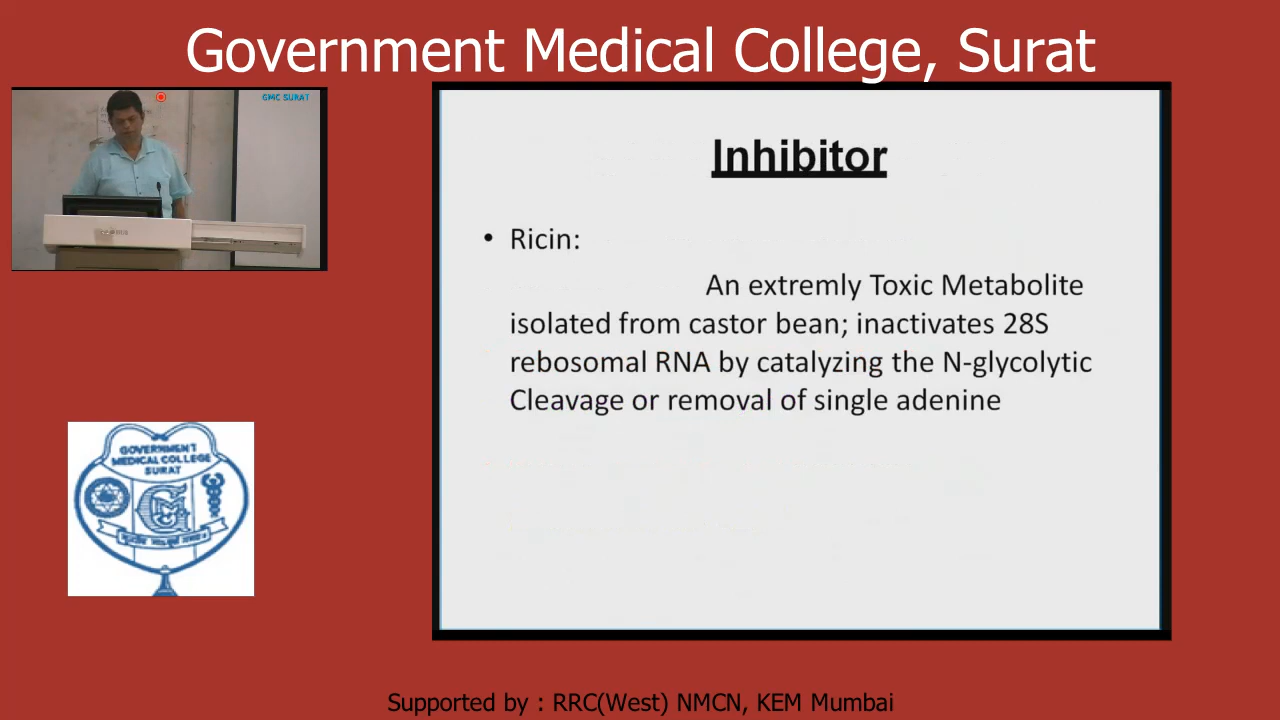 Government Medical College, Surat
GMC SURAT
Inhibitor
• Ricin:
An extremly Toxic Metabolite
isolated from castor bean; inactivates 28S
rebosomal RNA by catalyzing the N-glycolytic
Cleavage or removal of single adenine
GOVERNMENT
MEDICAL COLLEGE
SURAT
Supported by : RRC(West) NMCN, KEM Mumbai